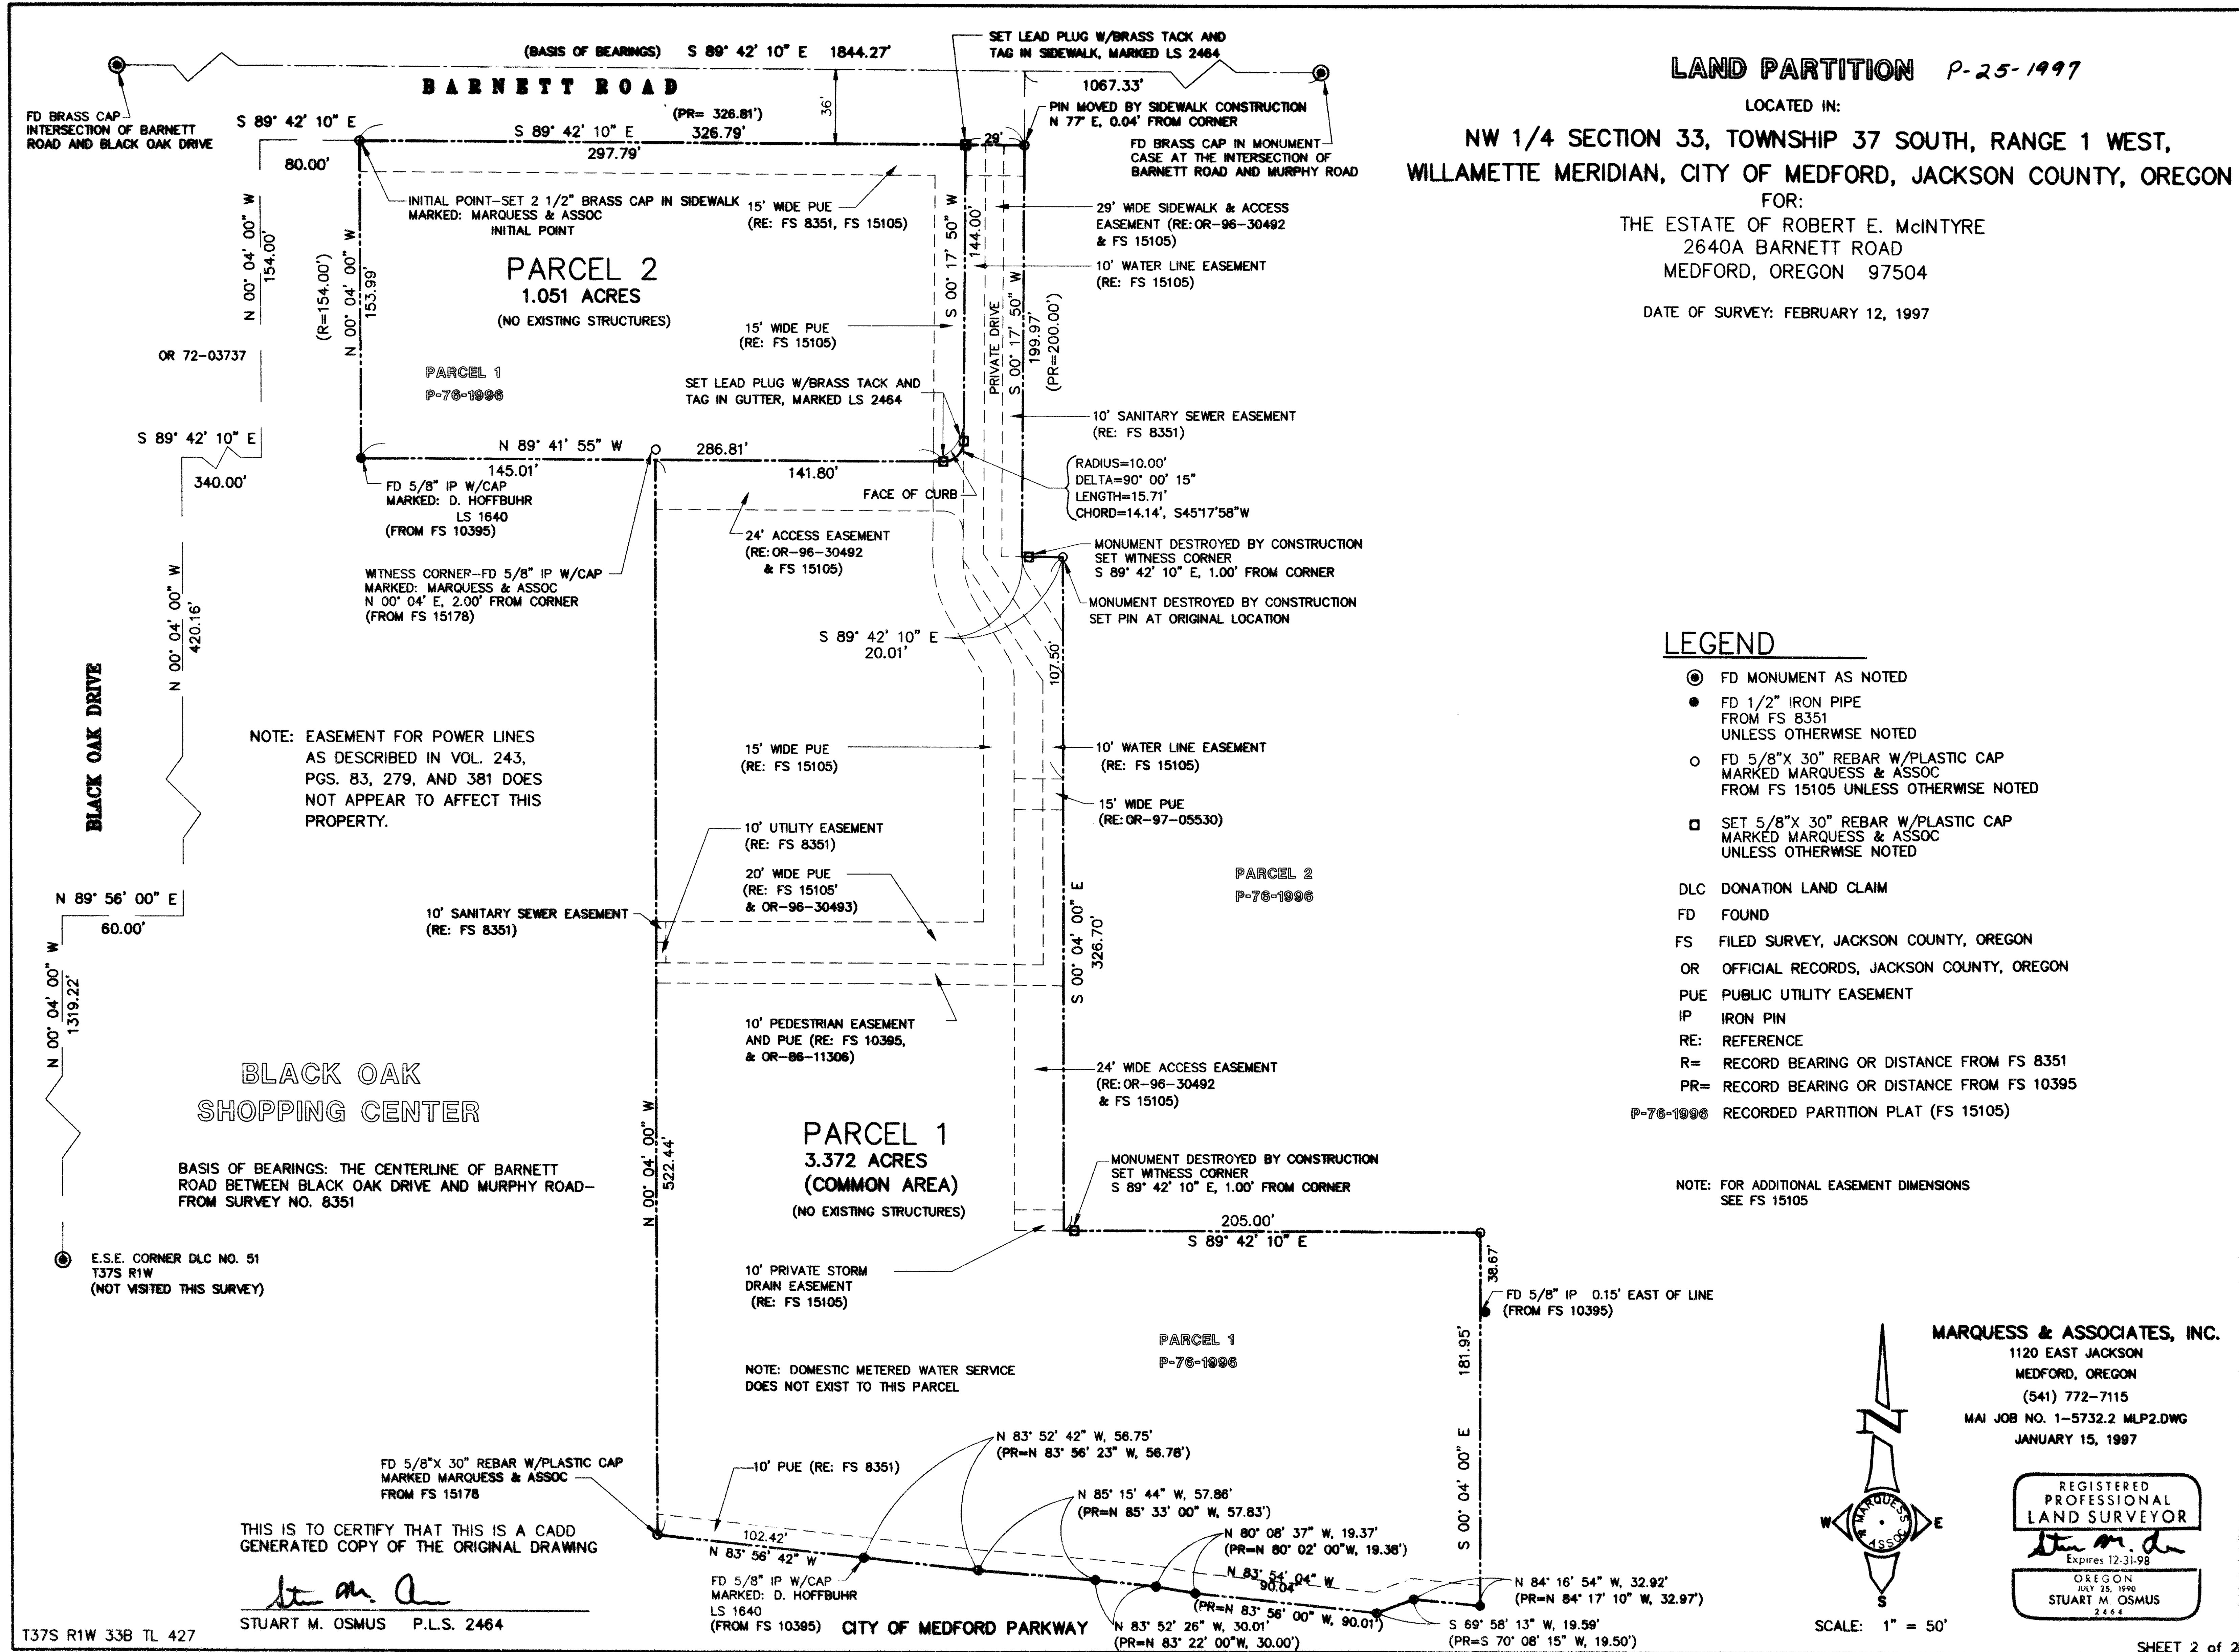 LAND PARTITION P-25-1997
LOCATED IN:
NW 1/4 SECTION 33, TOWNSHIP 37 SOUTH, RANGE 1 WEST,
WILLAMETTE MERIDIAN, CITY OF MEDFORD, JACKSON COUNTY, OREGON
FOR:
THE ESTATE OF ROBERT E. McINTYRE
2640A BARNETT ROAD
MEDFORD, OREGON 97504
DATE OF SURVEY: FEBRUARY 12, 1997
(BASIS OF BEARINGS) S 89° 42' 10" E 1844.27'
BARNETT ROAD
36'
SET LEAD PLUG W/BRASS TACK AND
TAG IN SIDEWALK, MARKED LS 2464
1067.33'
PIN MOVED BY SIDEWALK CONSTRUCTION
N 77° E, 0.04' FROM CORNER
FD BRASS CAP IN MONUMENT
CASE AT THE INTERSECTION OF
BARNETT ROAD AND MURPHY ROAD
FD BRASS CAP
INTERSECTION OF BARNETT
ROAD AND BLACK OAK DRIVE
S 89° 42' 10" E
80.00'
(PR= 326.81')
S 89° 42' 10" E 326.79'
297.79'
29'
INITIAL POINT-SET 2 1/2" BRASS CAP IN SIDEWALK
MARKED: MARQUESS & ASSOC
INITIAL POINT
15' WIDE PUE
(RE: FS 8351, FS 15105)
29' WIDE SIDEWALK & ACCESS
EASEMENT (RE:OR-96-30492
& FS 15105)
10' WATER LINE EASEMENT
(RE: FS 15105)
N 00° 04' 00" W
154.00'
(R=154.00')
N 00° 04' 00" W
153.99'
PARCEL 2
1.051 ACRES
(NO EXISTING STRUCTURES)
15' WIDE PUE
(RE: FS 15105)
S 00° 17' 50" W
144.00'
PRIVATE DRIVE
S 00° 17' 50" W
199.97'
(PR=200.00')
OR 72-03737
PARCEL 1
P-76-1996
SET LEAD PLUG W/BRASS TACK AND
TAG IN GUTTER, MARKED LS 2464
10' SANITARY SEWER EASEMENT
(RE: FS 8351)
S 89° 42' 10" E
340.00'
N 89° 41' 55" W 286.81'
145.01'
141.80'
FD 5/8" IP W/CAP
MARKED: D. HOFFBUHR
LS 1640
(FROM FS 10395)
FACE OF CURB
RADIUS=10.00'
DELTA=90° 00' 15"
LENGTH=15.71'
CHORD=14.14', S45°17'58"W
24' ACCESS EASEMENT
(RE:OR-96-30492
& FS 15105)
MONUMENT DESTROYED BY CONSTRUCTION
SET WITNESS CORNER
S 89° 42' 10" E, 1.00' FROM CORNER
WITNESS CORNER-FD 5/8" IP W/CAP
MARKED: MARQUESS & ASSOC
N 00° 04' E, 2.00' FROM CORNER
(FROM FS 15178)
MONUMENT DESTROYED BY CONSTRUCTION
SET PIN AT ORIGINAL LOCATION
S 89° 42' 10" E
20.01'
107.50'
N 00° 04' 00" W
420.16'
BLACK OAK DRIVE
NOTE: EASEMENT FOR POWER LINES
AS DESCRIBED IN VOL. 243,
PGS. 83, 279, AND 381 DOES
NOT APPEAR TO AFFECT THIS
PROPERTY.
15' WIDE PUE
(RE: FS 15105)
10' WATER LINE EASEMENT
(RE: FS 15105)
15' WIDE PUE
(RE:OR-97-05530)
10' UTILITY EASEMENT
(RE: FS 8351)
20' WIDE PUE
(RE: FS 15105'
& OR-96-30493)
10' SANITARY SEWER EASEMENT
(RE: FS 8351)
PARCEL 2
P-76-1996
S 00° 04' 00" E
326.70'
N 89° 56' 00" E
60.00'
N 00° 04' 00" W
1319.22'
10' PEDESTRIAN EASEMENT
AND PUE (RE: FS 10395,
& OR-86-11306)
24' WIDE ACCESS EASEMENT
(RE:OR-96-30492
& FS 15105)
BLACK OAK
SHOPPING CENTER
N 00° 04' 00" W
522.44'
PARCEL 1
3.372 ACRES
(COMMON AREA)
(NO EXISTING STRUCTURES)
BASIS OF BEARINGS: THE CENTERLINE OF BARNETT
ROAD BETWEEN BLACK OAK DRIVE AND MURPHY ROAD-
FROM SURVEY NO. 8351
MONUMENT DESTROYED BY CONSTRUCTION
SET WITNESS CORNER
S 89° 42' 10" E, 1.00' FROM CORNER
205.00'
S 89° 42' 10" E
E.S.E. CORNER DLC NO. 51
T37S R1W
(NOT VISITED THIS SURVEY)
10' PRIVATE STORM
DRAIN EASEMENT
(RE: FS 15105)
38.67'
FD 5/8" IP 0.15' EAST OF LINE
(FROM FS 10395)
181.95'
S 00° 04' 00" E
PARCEL 1
P-76-1996
NOTE: DOMESTIC METERED WATER SERVICE
DOES NOT EXIST TO THIS PARCEL
FD 5/8"X 30" REBAR W/PLASTIC CAP
MARKED MARQUESS & ASSOC
FROM FS 15178
10' PUE (RE: FS 8351)
N 83° 52' 42" W, 56.75'
(PR=N 83° 56' 23" W, 56.78')
N 85° 15' 44" W, 57.86'
(PR=N 85° 33' 00" W, 57.83')
N 80° 08' 37" W, 19.37'
(PR=N 80° 02' 00"W, 19.38')
102.42'
N 83° 56' 42" W
N 83° 54' 04" W
90.04'
(PR=N 83° 56' 00" W, 90.01')
N 84° 16' 54" W, 32.92'
(PR=N 84° 17' 10" W, 32.97')
FD 5/8" IP W/CAP
MARKED: D. HOFFBUHR
LS 1640
(FROM FS 10395)
CITY OF MEDFORD PARKWAY
N 83° 52' 26" W, 30.01'
(PR=N 83° 22' 00"W, 30.00')
S 69° 58' 13" W, 19.59'
(PR=S 70° 08' 15" W, 19.50')
THIS IS TO CERTIFY THAT THIS IS A CADD
GENERATED COPY OF THE ORIGINAL DRAWING
STUART M. OSMUS P.L.S. 2464
T37S R1W 33B TL 427
LEGEND
FD MONUMENT AS NOTED
FD 1/2" IRON PIPE
FROM FS 8351
UNLESS OTHERWISE NOTED
FD 5/8"X 30" REBAR W/PLASTIC CAP
MARKED MARQUESS & ASSOC
FROM FS 15105 UNLESS OTHERWISE NOTED
SET 5/8"X 30" REBAR W/PLASTIC CAP
MARKED MARQUESS & ASSOC
UNLESS OTHERWISE NOTED
DLC DONATION LAND CLAIM
FD FOUND
FS FILED SURVEY, JACKSON COUNTY, OREGON
OR OFFICIAL RECORDS, JACKSON COUNTY, OREGON
PUE PUBLIC UTILITY EASEMENT
IP IRON PIN
RE: REFERENCE
R= RECORD BEARING OR DISTANCE FROM FS 8351
PR= RECORD BEARING OR DISTANCE FROM FS 10395
P-76-1996 RECORDED PARTITION PLAT (FS 15105)
NOTE: FOR ADDITIONAL EASEMENT DIMENSIONS
SEE FS 15105
MARQUESS & ASSOCIATES, INC.
1120 EAST JACKSON
MEDFORD, OREGON
(541) 772-7115
MAI JOB NO. 1-5732.2 MLP2.DWG
JANUARY 15, 1997
N
W
E
S
MARQUESS
& ASSOC
SCALE: 1" = 50'
REGISTERED
PROFESSIONAL
LAND SURVEYOR
Expires 12-31-98
OREGON
JULY 25, 1990
STUART M. OSMUS
2464
SHEET 2 of 2